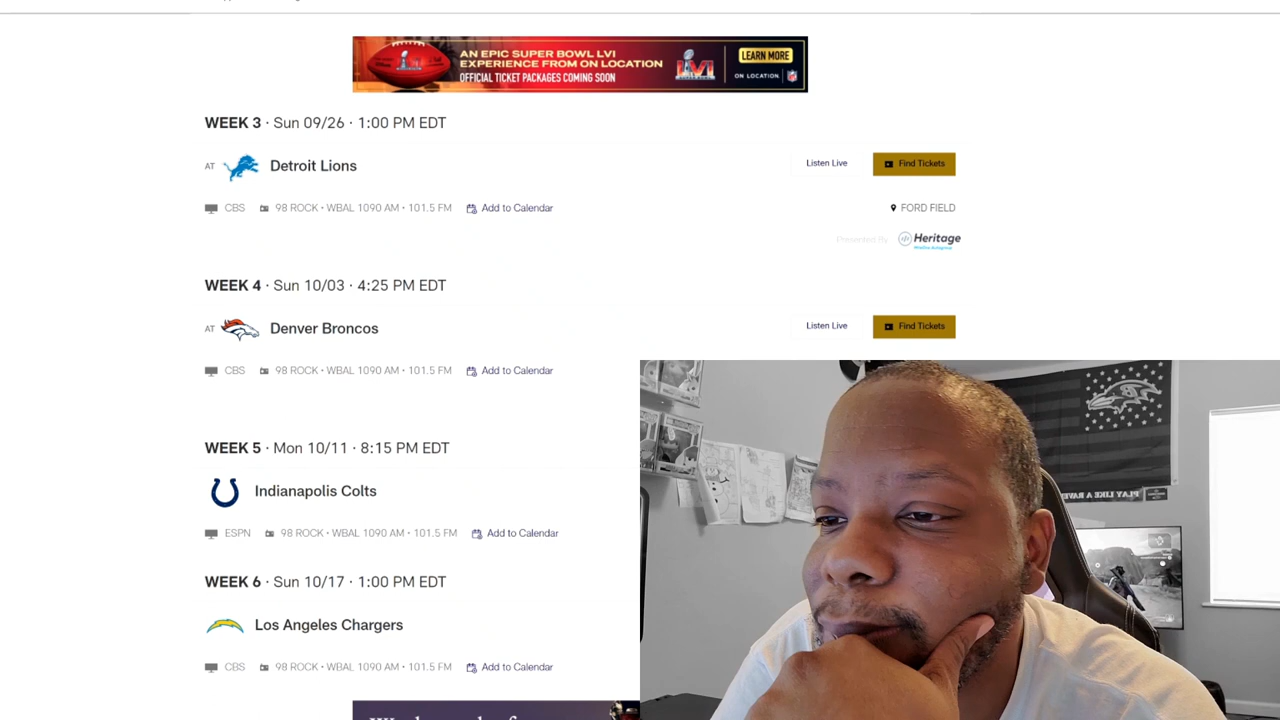 AN EPIC SUPER BOWL LVI
EXPERIENCE FROM ON LOCATION
OFFICIAL TICKET PACKAGES COMING SOON
LVI
LEARN MORE
ON LOCATION
WEEK 3 · Sun 09/26 · 1:00 PM EDT
AT Detroit Lions
Listen Live
Find Tickets
CBS 98 ROCK • WBAL 1090 AM • 101.5 FM Add to Calendar
FORD FIELD
Presented By Heritage
WEEK 4 · Sun 10/03 · 4:25 PM EDT
AT Denver Broncos
Listen Live
Find Tickets
CBS 98 ROCK • WBAL 1090 AM • 101.5 FM Add to Calendar
WEEK 5 · Mon 10/11 · 8:15 PM EDT
Indianapolis Colts
ESPN 98 ROCK • WBAL 1090 AM • 101.5 FM Add to Calendar
WEEK 6 · Sun 10/17 · 1:00 PM EDT
Los Angeles Chargers
CBS 98 ROCK • WBAL 1090 AM • 101.5 FM Add to Calendar
PLAY LIKE A RAVEN